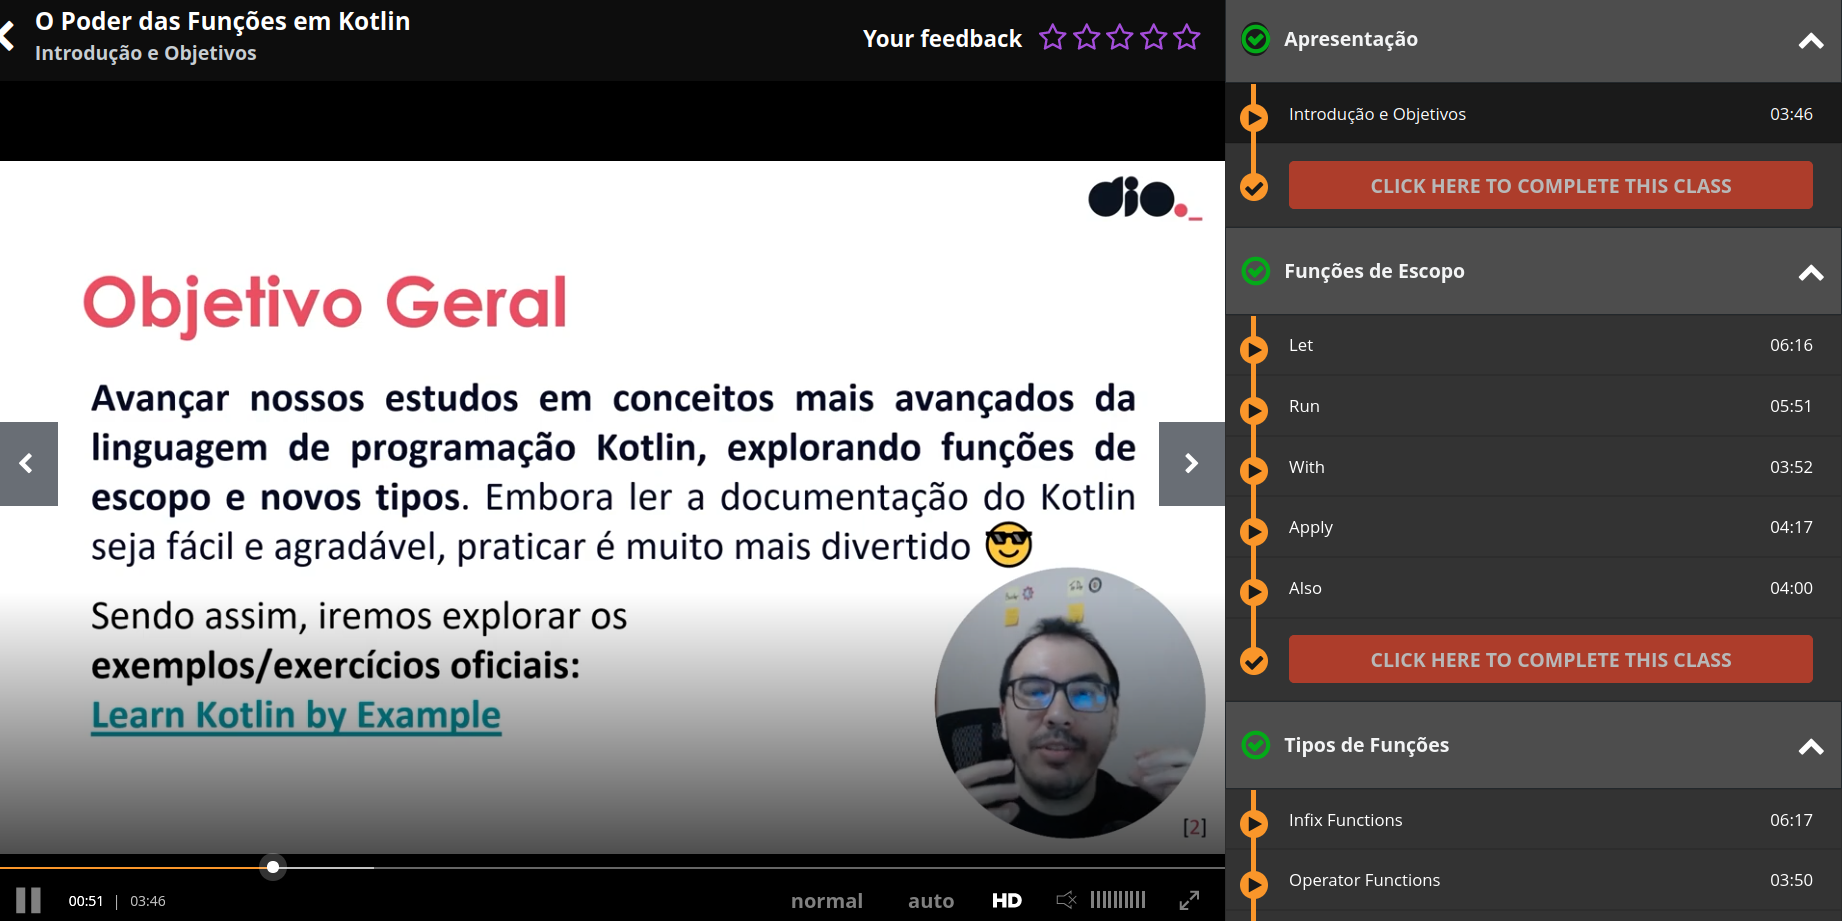 O Poder das Funções em Kotlin
Introdução e Objetivos
Your feedback
dio._
Objetivo Geral
Avançar nossos estudos em conceitos mais avançados da
linguagem de programação Kotlin, explorando funções de
escopo e novos tipos. Embora ler a documentação do Kotlin
seja fácil e agradável, praticar é muito mais divertido 😎
Sendo assim, iremos explorar os
exemplos/exercícios oficiais:
Learn Kotlin by Example
[2]
00:51 | 03:46
normal
auto
HD
Apresentação
Introdução e Objetivos 03:46
CLICK HERE TO COMPLETE THIS CLASS
Funções de Escopo
Let 06:16
Run 05:51
With 03:52
Apply 04:17
Also 04:00
CLICK HERE TO COMPLETE THIS CLASS
Tipos de Funções
Infix Functions 06:17
Operator Functions 03:50